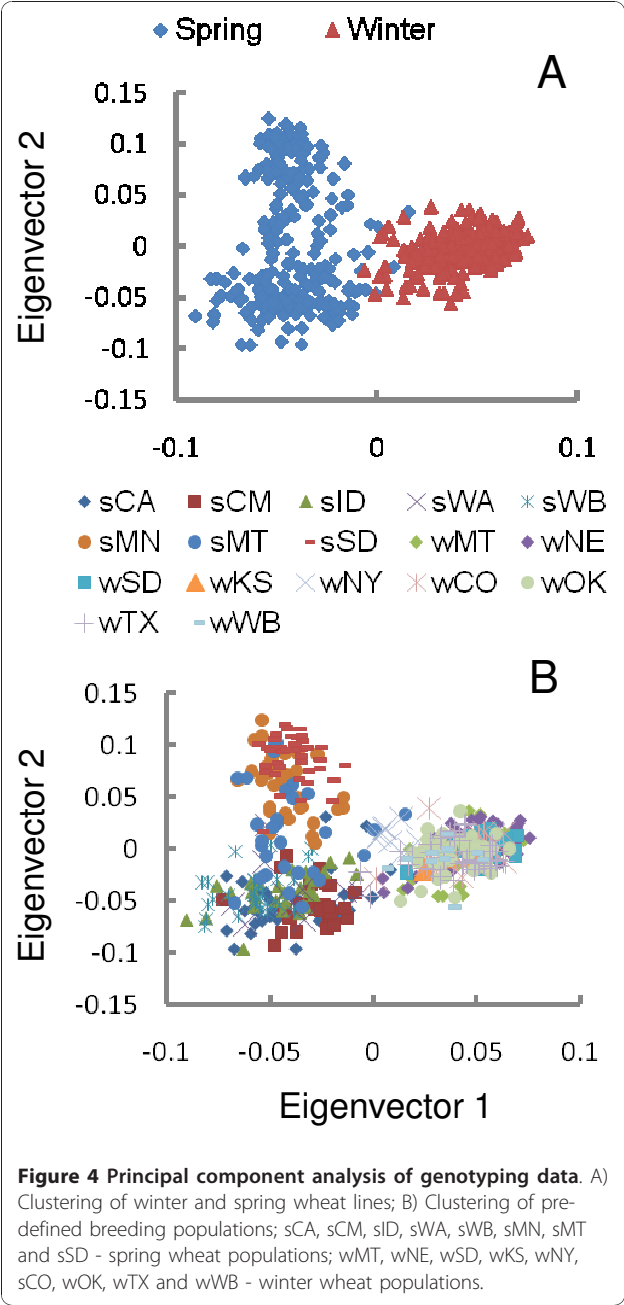 Spring Winter
A
Eigenvector 2
0.15
0.1
0.05
0
-0.05
-0.1
-0.15
-0.1 0 0.1
sCA sCM sID sWA sWB
sMN sMT sSD wMT wNE
wSD wKS wNY wCO wOK
wTX wWB
B
Eigenvector 2
0.15
0.1
0.05
0
-0.05
-0.1
-0.15
-0.1 -0.05 0 0.05 0.1
Eigenvector 1
Figure 4 Principal component analysis of genotyping data. A)
Clustering of winter and spring wheat lines; B) Clustering of pre-
defined breeding populations; sCA, sCM, sID, sWA, sWB, sMN, sMT
and sSD - spring wheat populations; wMT, wNE, wSD, wKS, wNY,
sCO, wOK, wTX and wWB - winter wheat populations.